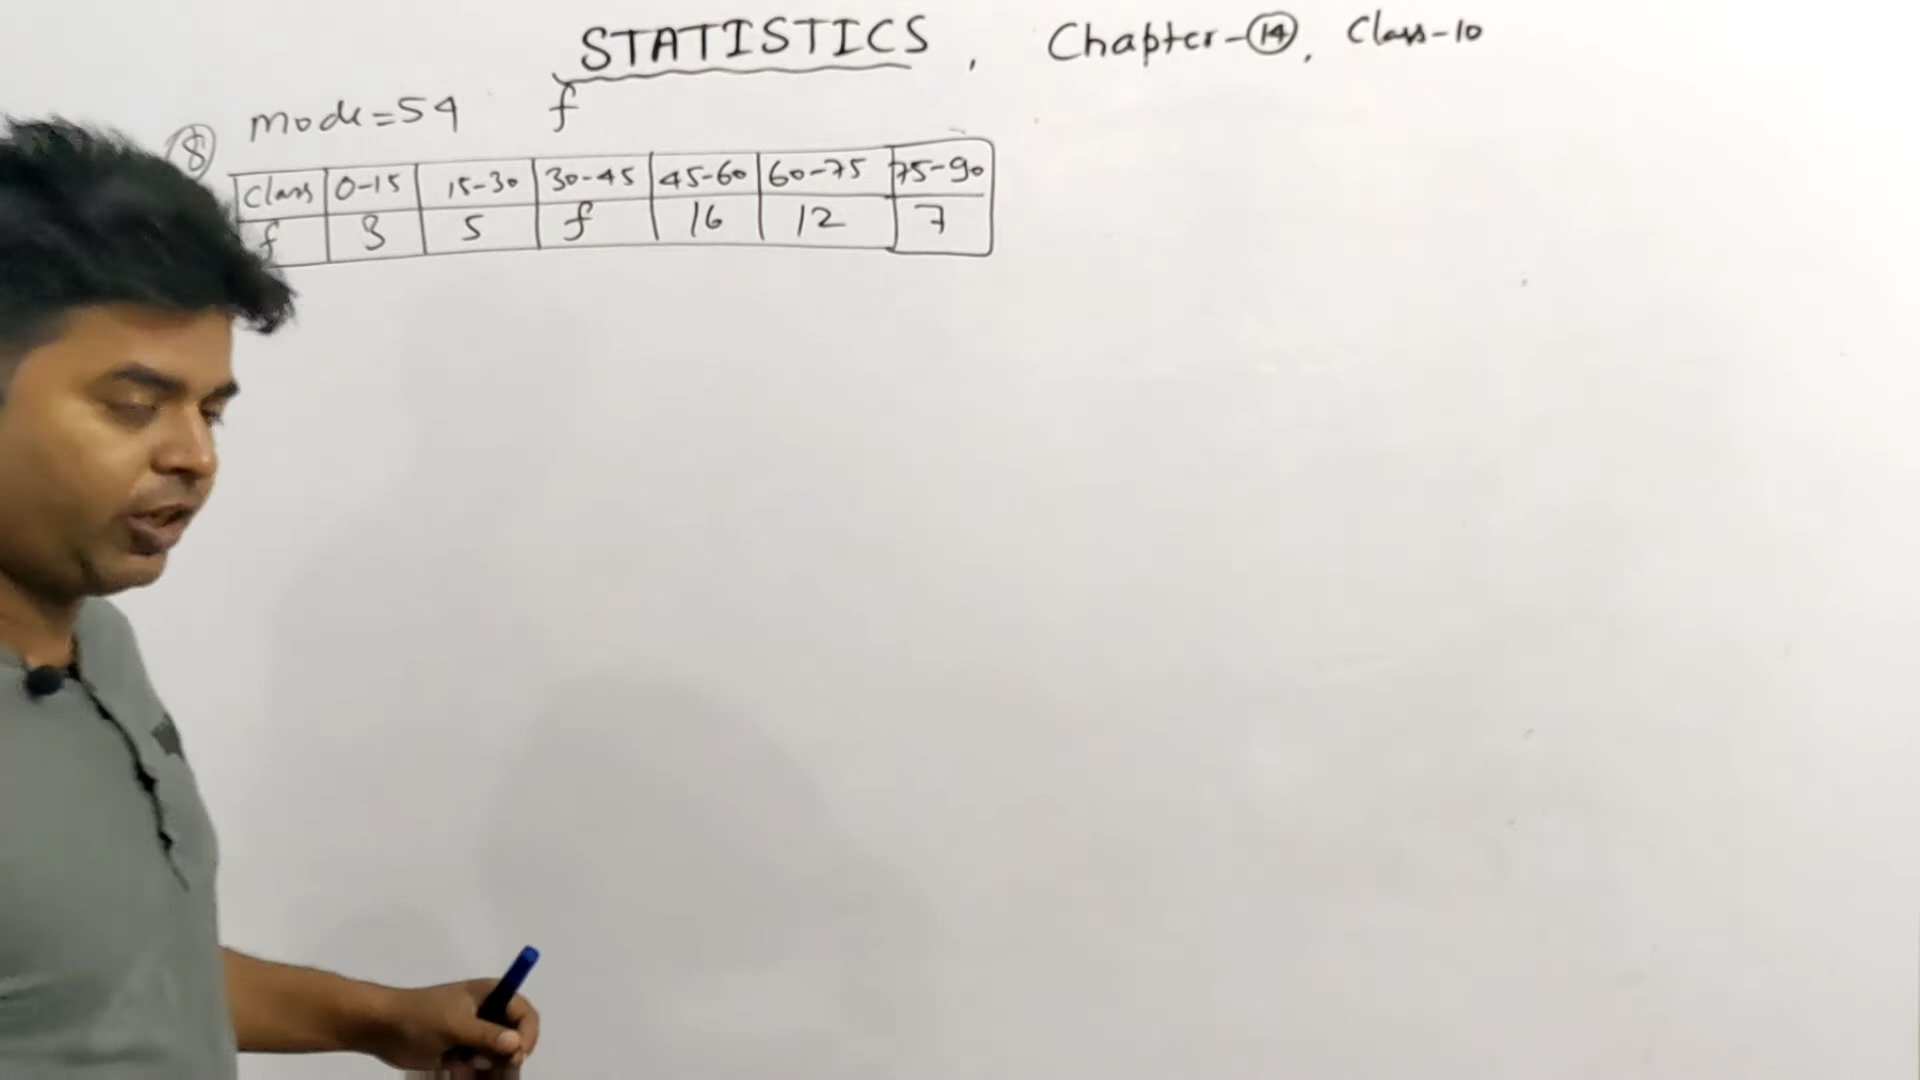 STATISTICS, Chapter-14, Class-10
8 mode=54 f
Class 0-15 15-30 30-45 45-60 60-75 75-90
f 3 5 f 16 12 7